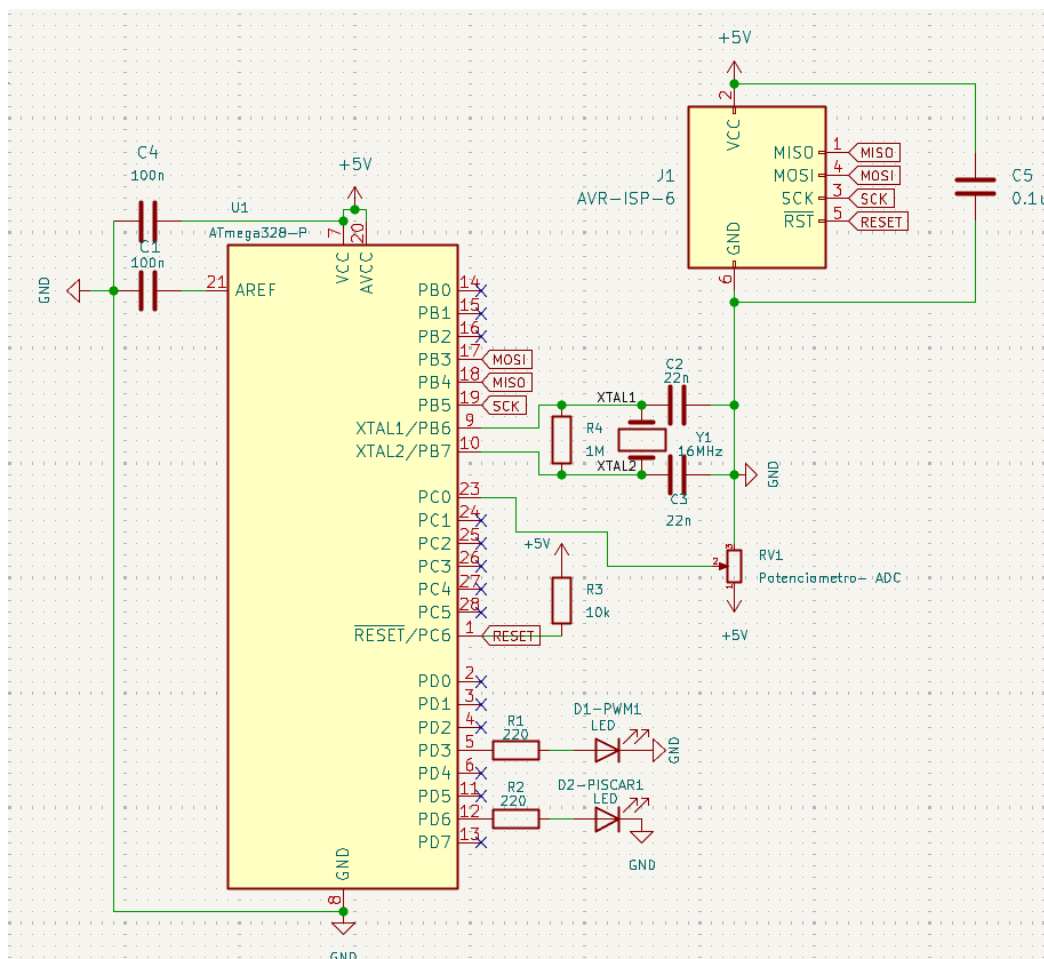 +5V
2
VCC
MISO 1 MISO
MOSI 4 MOSI
SCK 3 SCK
RST 5 RESET
GND
6
J1
AVR-ISP-6
C5
C4
100n
+5V
U1
ATmega328-P
7
20
VCC
AVCC
C1
100n
GND
21
AREF
PB0 14
PB1 15
PB2 16
PB3 17 MOSI
PB4 18 MISO
PB5 19 SCK
XTAL1/PB6 9
XTAL2/PB7 10
C2
22n
XTAL1
R4
1M
Y1
16MHz
XTAL2
C3
22n
GND
PC0 23
PC1 24
PC2 25
PC3 26
PC4 27
PC5 28
RESET/PC6 1 RESET
+5V
R3
10k
3
2
1
RV1
Potenciometro- ADC
+5V
PD0 2
PD1 3
PD2 4
PD3 5
PD4 6
PD5 11
PD6 12
PD7 13
R1
220
D1-PWM1
LED
GND
R2
220
D2-PISCAR1
LED
GND
GND
8
GND